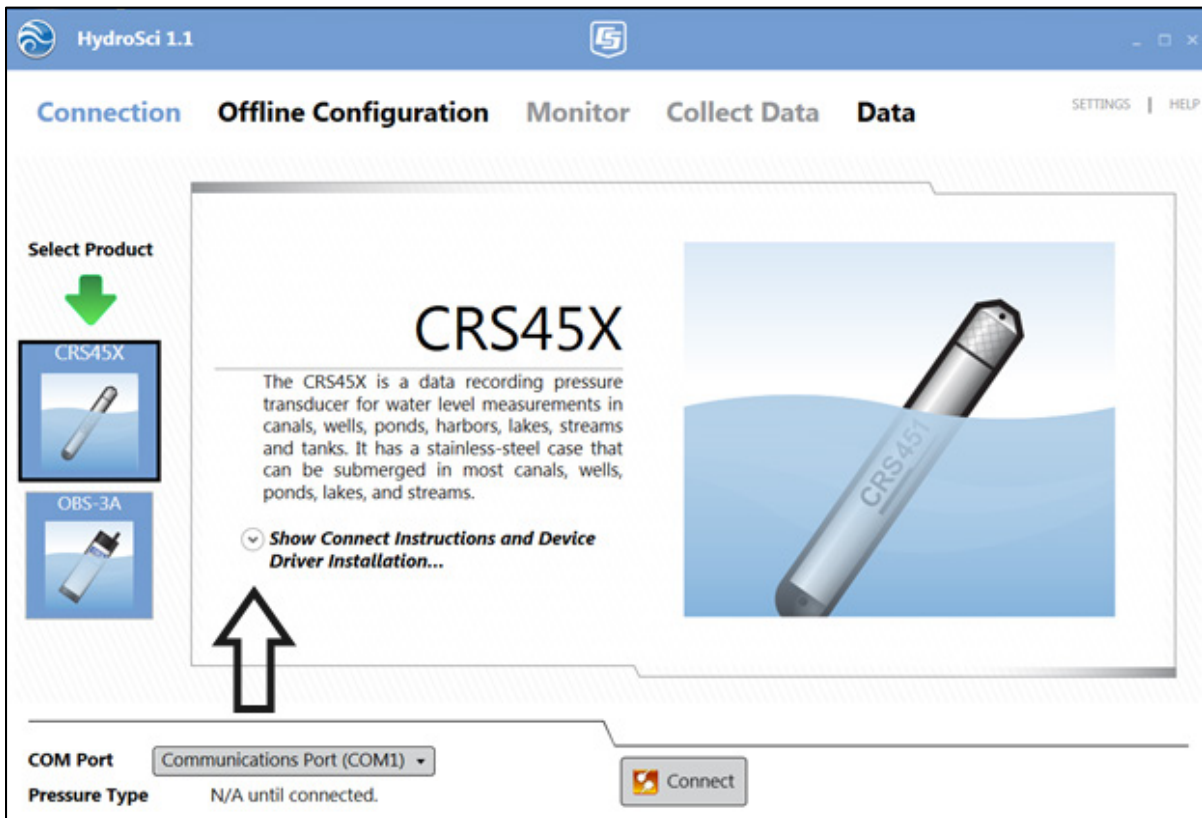 HydroSci 1.1
CS
Connection Offline Configuration Monitor Collect Data Data SETTINGS | HELP
Select Product
CRS45X
OBS-3A
CRS45X
The CRS45X is a data recording pressure
transducer for water level measurements in
canals, wells, ponds, harbors, lakes, streams
and tanks. It has a stainless-steel case that
can be submerged in most canals, wells,
ponds, lakes, and streams.
Show Connect Instructions and Device
Driver Installation...
CRS451
COM Port Communications Port (COM1)
Pressure Type N/A until connected.
Connect